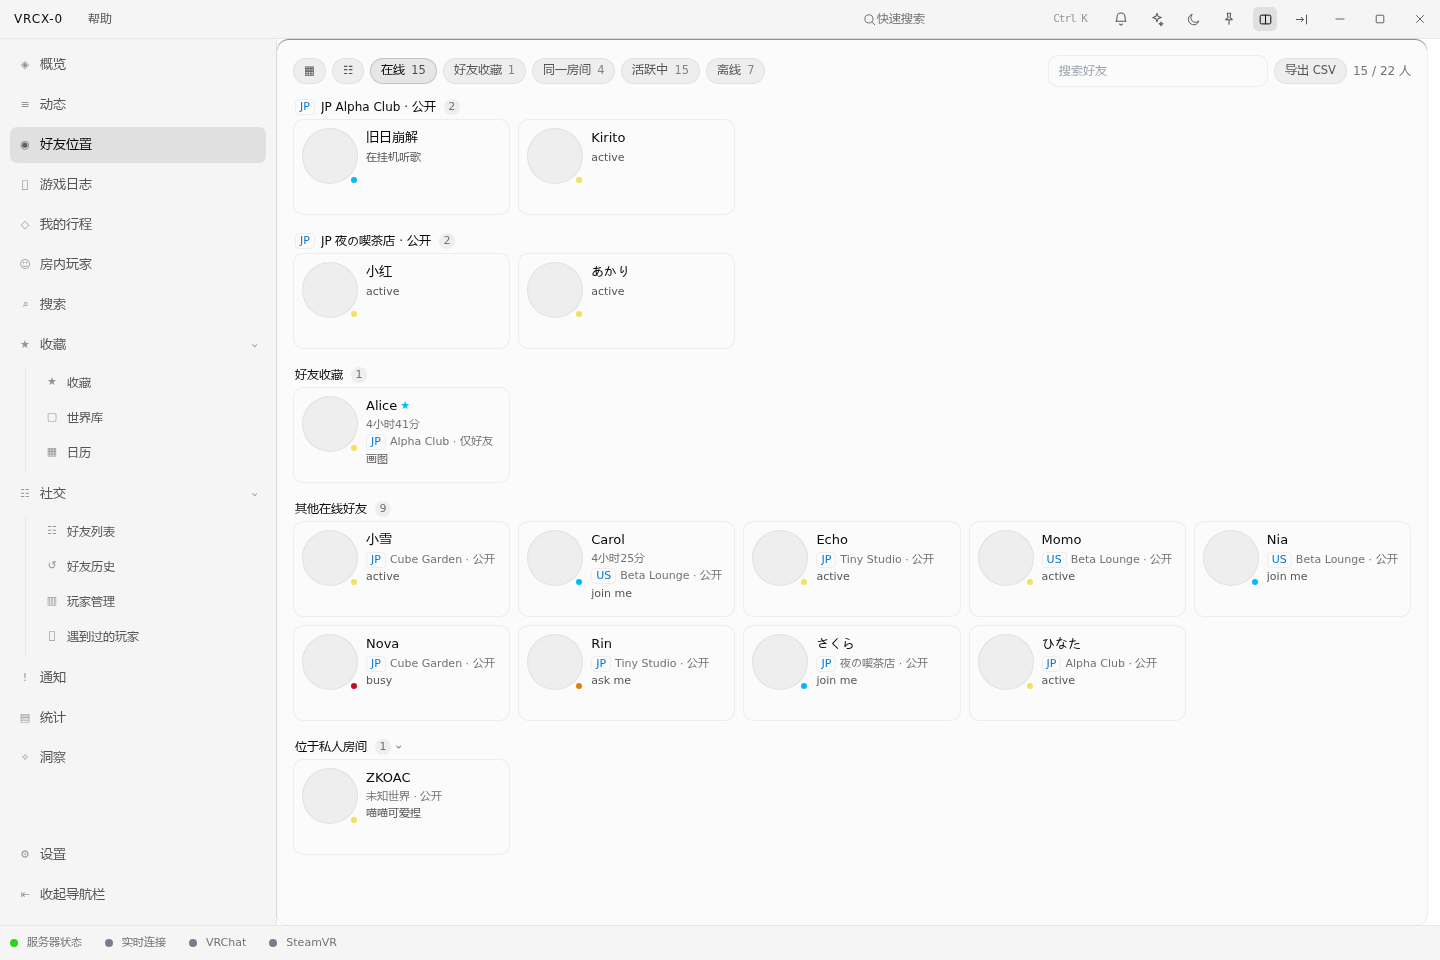 VRCX-0 帮助 快速搜索 Ctrl K
概览
动态
好友位置
游戏日志
我的行程
房内玩家
搜索
收藏
收藏
世界库
日历
社交
好友列表
好友历史
玩家管理
遇到过的玩家
通知
统计
洞察
设置
收起导航栏
在线 15 好友收藏 1 同一房间 4 活跃中 15 离线 7 搜索好友 导出 CSV 15 / 22 人
JP JP Alpha Club · 公开 2
旧日崩解
在挂机听歌
Kirito
active
JP JP 夜の喫茶店 · 公开 2
小红
active
あかり
active
好友收藏 1
Alice ★
4小时41分
JP Alpha Club · 仅好友
画图
其他在线好友 9
小雪
JP Cube Garden · 公开
active
Carol
4小时25分
US Beta Lounge · 公开
join me
Echo
JP Tiny Studio · 公开
active
Momo
US Beta Lounge · 公开
active
Nia
US Beta Lounge · 公开
join me
Nova
JP Cube Garden · 公开
busy
Rin
JP Tiny Studio · 公开
ask me
さくら
JP 夜の喫茶店 · 公开
join me
ひなた
JP Alpha Club · 公开
active
位于私人房间 1
ZKOAC
未知世界 · 公开
喵喵可爱捏
服务器状态 实时连接 VRChat SteamVR